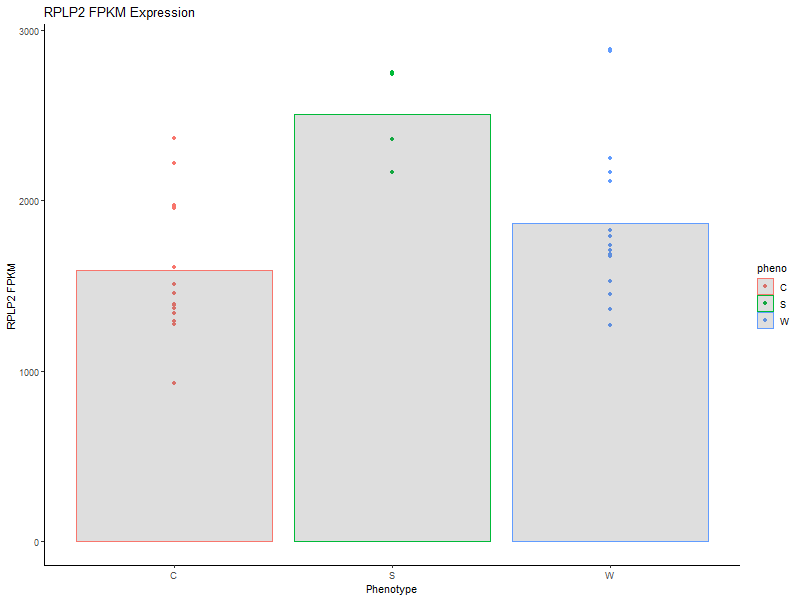 RPLP2 FPKM Expression
3000
2000
1000
0
RPLP2 FPKM
C
S
W
Phenotype
pheno
C
S
W